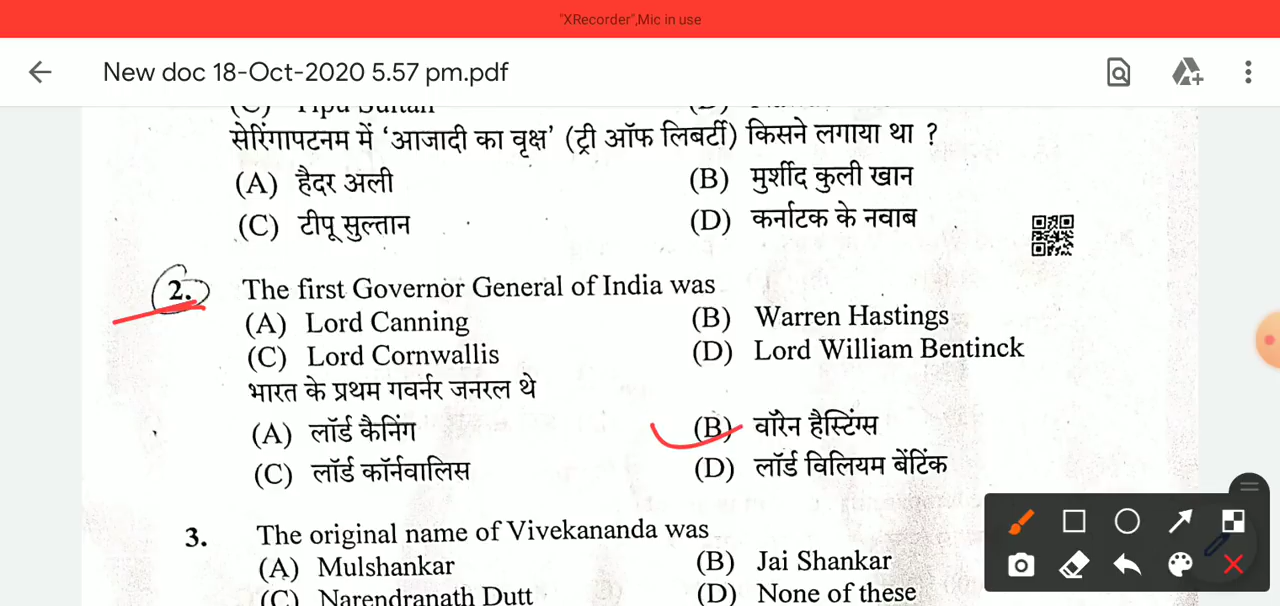 "XRecorder",Mic in use
New doc 18-Oct-2020 5.57 pm.pdf
(C) Tipu Sultan (D)
सेरिंगापटनम में ‘आजादी का वृक्ष’ (ट्री ऑफ लिबर्टी) किसने लगाया था ?
(A) हैदर अली (B) मुर्शीद कुली खान
(C) टीपू सुल्तान (D) कर्नाटक के नवाब
2. The first Governor General of India was
(A) Lord Canning (B) Warren Hastings
(C) Lord Cornwallis (D) Lord William Bentinck
भारत के प्रथम गवर्नर जनरल थे
(A) लॉर्ड कैनिंग (B) वॉरेन हैस्टिंग्स
(C) लॉर्ड कॉर्नवालिस (D) लॉर्ड विलियम बेंटिंक
3. The original name of Vivekananda was
(A) Mulshankar (B) Jai Shankar
(C) Narendranath Dutt (D) None of these